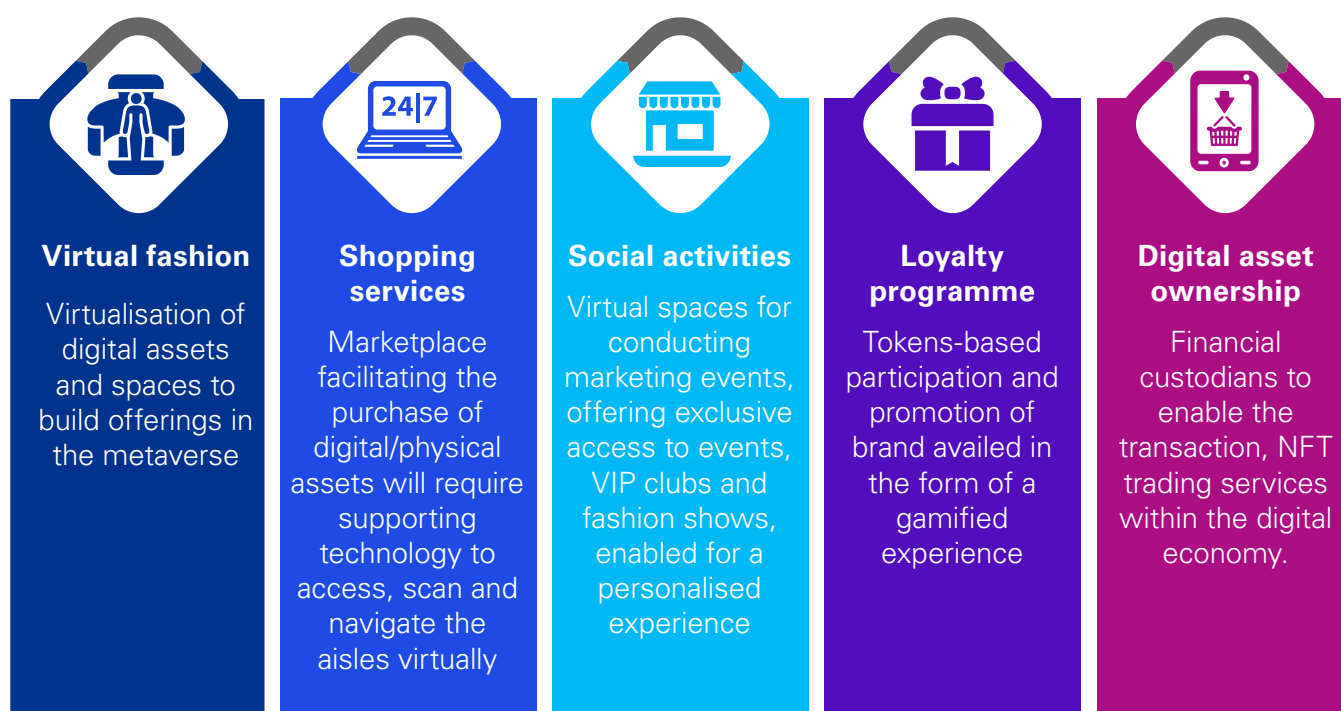 Virtual fashion
Virtualisation of
digital assets
and spaces to
build offerings in
the metaverse
24|7
Shopping
services
Marketplace
facilitating the
purchase of
digital/physical
assets will require
supporting
technology to
access, scan and
navigate the
aisles virtually
Social activities
Virtual spaces for
conducting
marketing events,
offering exclusive
access to events,
VIP clubs and
fashion shows,
enabled for a
personalised
experience
Loyalty
programme
Tokens-based
participation and
promotion of
brand availed in
the form of a
gamified
experience
Digital asset
ownership
Financial
custodians to
enable the
transaction, NFT
trading services
within the digital
economy.